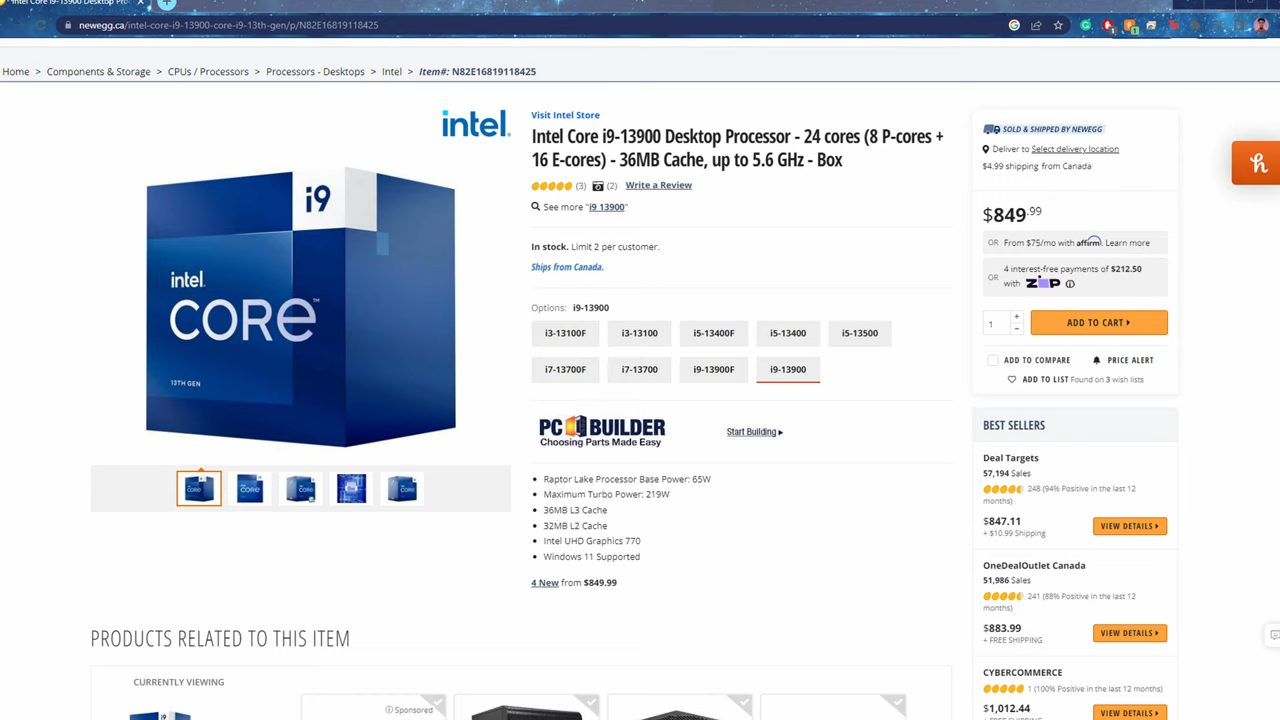 Intel Core i9-13900 Desktop Pro
newegg.ca/intel-core-i9-13900-core-i9-13th-gen/p/N82E16819118425
Home > Components & Storage > CPUs / Processors > Processors - Desktops > Intel > Item#: N82E16819118425
intel.
i9
intel.
CORE™
13TH GEN
Visit Intel Store
Intel Core i9-13900 Desktop Processor - 24 cores (8 P-cores +
16 E-cores) - 36MB Cache, up to 5.6 GHz - Box
(3) (2) Write a Review
See more "i9 13900"
In stock. Limit 2 per customer.
Ships from Canada.
Options: i9-13900
i3-13100F i3-13100 i5-13400F i5-13400 i5-13500
i7-13700F i7-13700 i9-13900F i9-13900
PC BUILDER
Choosing Parts Made Easy
Start Building
Raptor Lake Processor Base Power: 65W
Maximum Turbo Power: 219W
36MB L3 Cache
32MB L2 Cache
Intel UHD Graphics 770
Windows 11 Supported
4 New from $849.99
SOLD & SHIPPED BY NEWEGG
Deliver to Select delivery location
$4.99 shipping from Canada
$849.99
OR From $75/mo with affirm. Learn more
OR 4 interest-free payments of $212.50
with ZIP
1
ADD TO CART
ADD TO COMPARE PRICE ALERT
ADD TO LIST Found on 3 wish lists
BEST SELLERS
Deal Targets
57,194 Sales
248 (94% Positive in the last 12
months)
$847.11
+ $10.99 Shipping
VIEW DETAILS
OneDealOutlet Canada
51,986 Sales
241 (88% Positive in the last 12
months)
$883.99
+ FREE SHIPPING
VIEW DETAILS
CYBERCOMMERCE
1 (100% Positive in the last 12 months)
$1,012.44
VIEW DETAILS
PRODUCTS RELATED TO THIS ITEM
CURRENTLY VIEWING
Sponsored